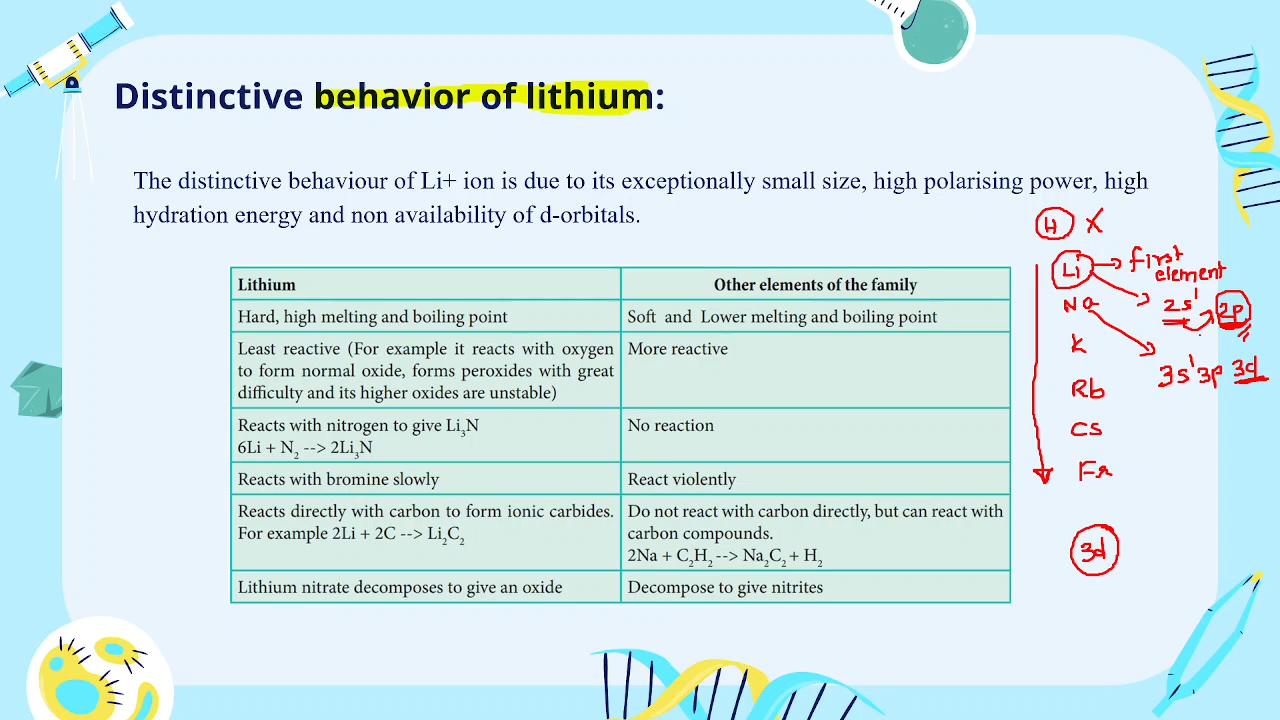 Distinctive behavior of lithium:
The distinctive behaviour of Li+ ion is due to its exceptionally small size, high polarising power, high
hydration energy and non availability of d-orbitals.
Lithium
Other elements of the family
Hard, high melting and boiling point
Soft and Lower melting and boiling point
Least reactive (For example it reacts with oxygen
to form normal oxide, forms peroxides with great
difficulty and its higher oxides are unstable)
More reactive
Reacts with nitrogen to give Li₃N
6Li + N₂ --> 2Li₃N
No reaction
Reacts with bromine slowly
React violently
Reacts directly with carbon to form ionic carbides.
For example 2Li + 2C --> Li₂C₂
Do not react with carbon directly, but can react with
carbon compounds.
2Na + C₂H₂ --> Na₂C₂ + H₂
Lithium nitrate decomposes to give an oxide
Decompose to give nitrites
H X
Li → first
element
Na
2s¹ 2p
K
3s¹ 3p 3d
Rb
Cs
Fr
3d